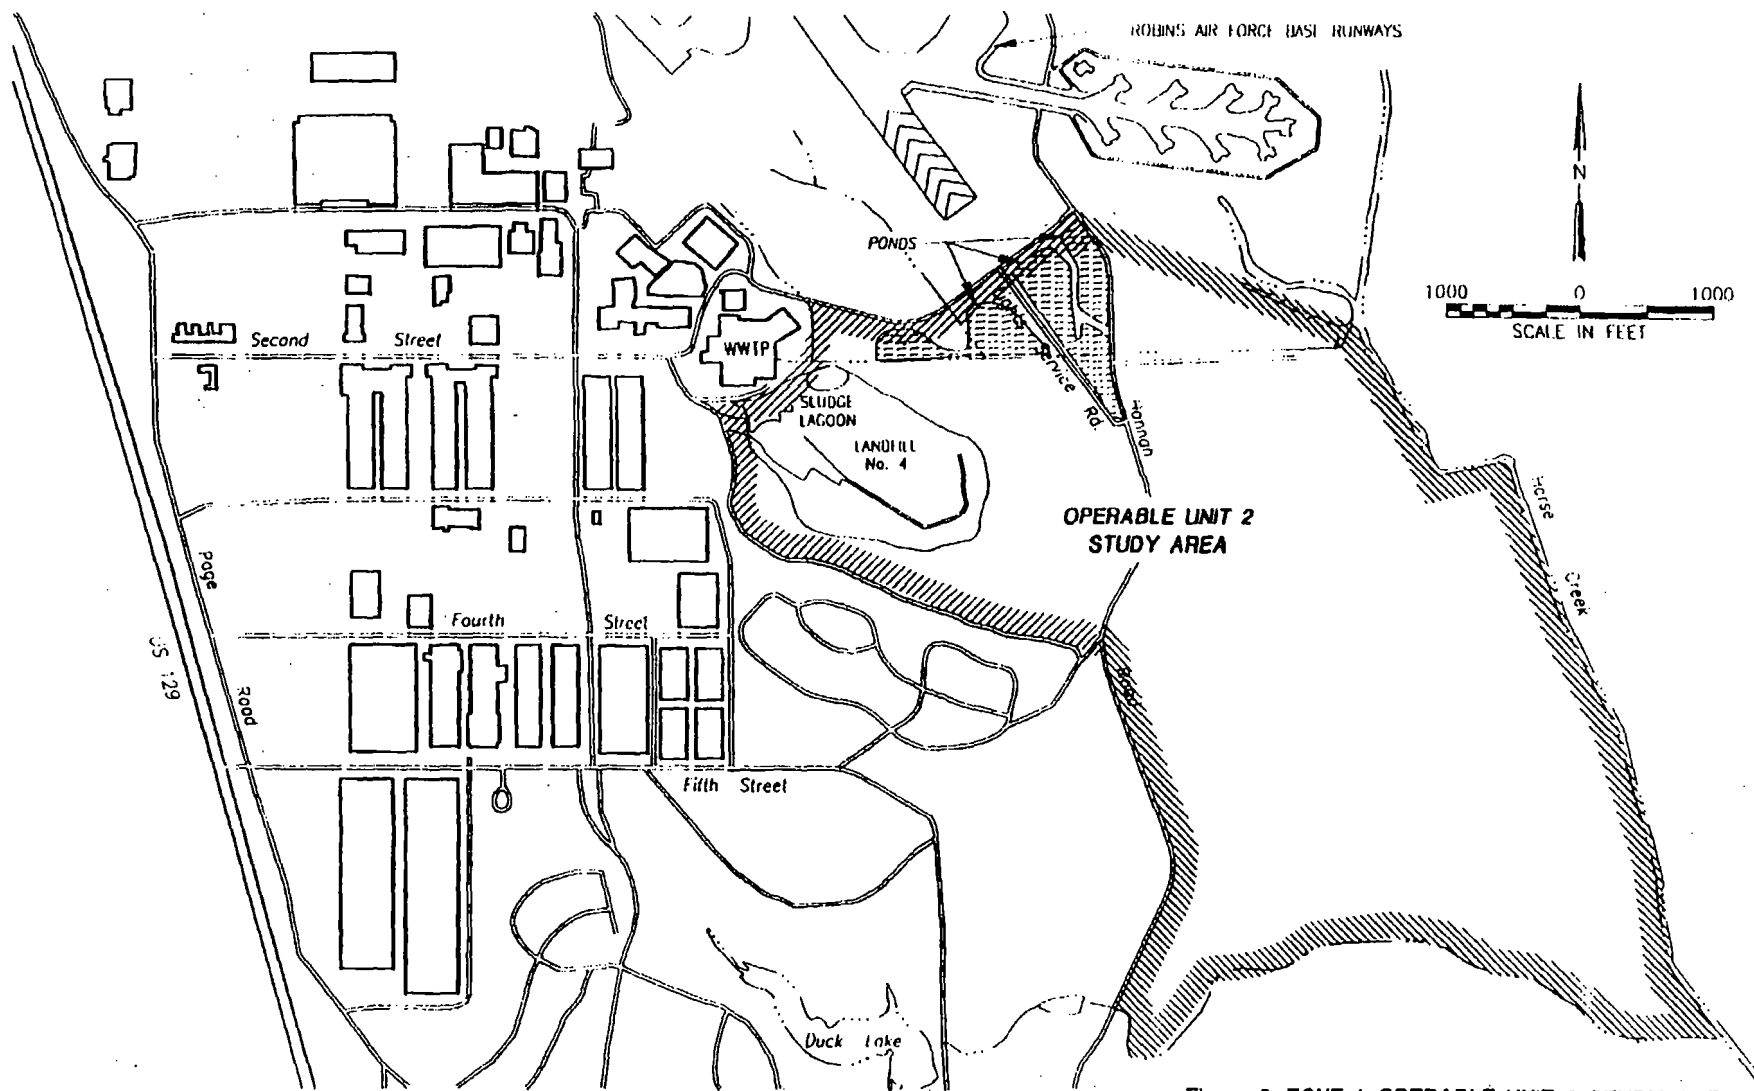 ROBINS AIR FORCE BASE RUNWAYS
N
PONDS
1000 0 1000
SCALE IN FEET
Second Street
WWTP
Service
Rd.
Hannah
SLUDGE
LAGOON
LANDFILL
No. 4
Horse
Creek
OPERABLE UNIT 2
STUDY AREA
Page
Road
US 129
Fourth Street
Road
Fifth Street
Duck Lake